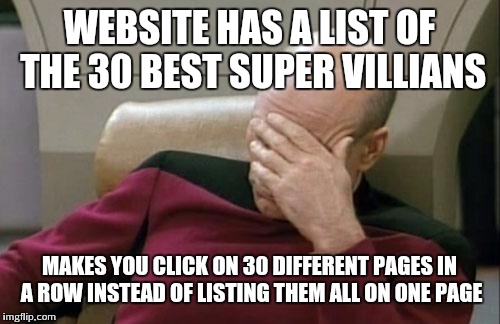 WEBSITE HAS A LIST OF
THE 30 BEST SUPER VILLIANS
MAKES YOU CLICK ON 30 DIFFERENT PAGES IN
A ROW INSTEAD OF LISTING THEM ALL ON ONE PAGE
imgflip.com